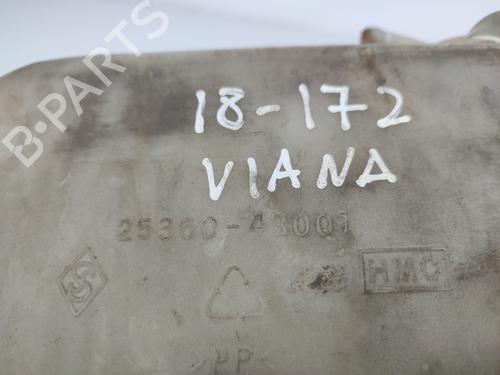 B-PARTS
18-172
VIANA
25360-43001
HMC
>PP<